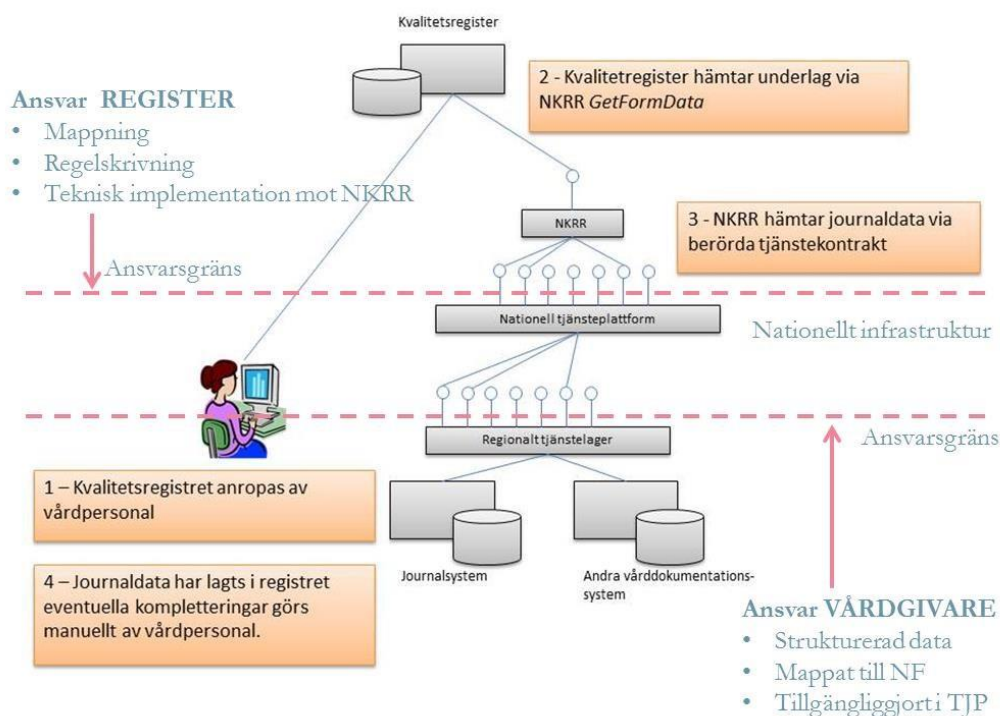 Kvalitetsregister
2 - Kvalitetregister hämtar underlag via
NKRR GetFormData
Ansvar REGISTER
• Mappning
• Regelskrivning
• Teknisk implementation mot NKRR
NKRR
3 - NKRR hämtar journaldata via
berörda tjänstekontrakt
Ansvarsgräns
Nationell tjänsteplattform
Nationellt infrastruktur
Regionalt tjänstelager
Ansvarsgräns
1 – Kvalitetsregistret anropas av
vårdpersonal
Journalsystem
Andra vårddokumentations-
system
4 – Journaldata har lagts i registret
eventuella kompletteringar görs
manuellt av vårdpersonal.
Ansvar VÅRDGIVARE
• Strukturerad data
• Mappat till NF
• Tillgängliggjort i TJP